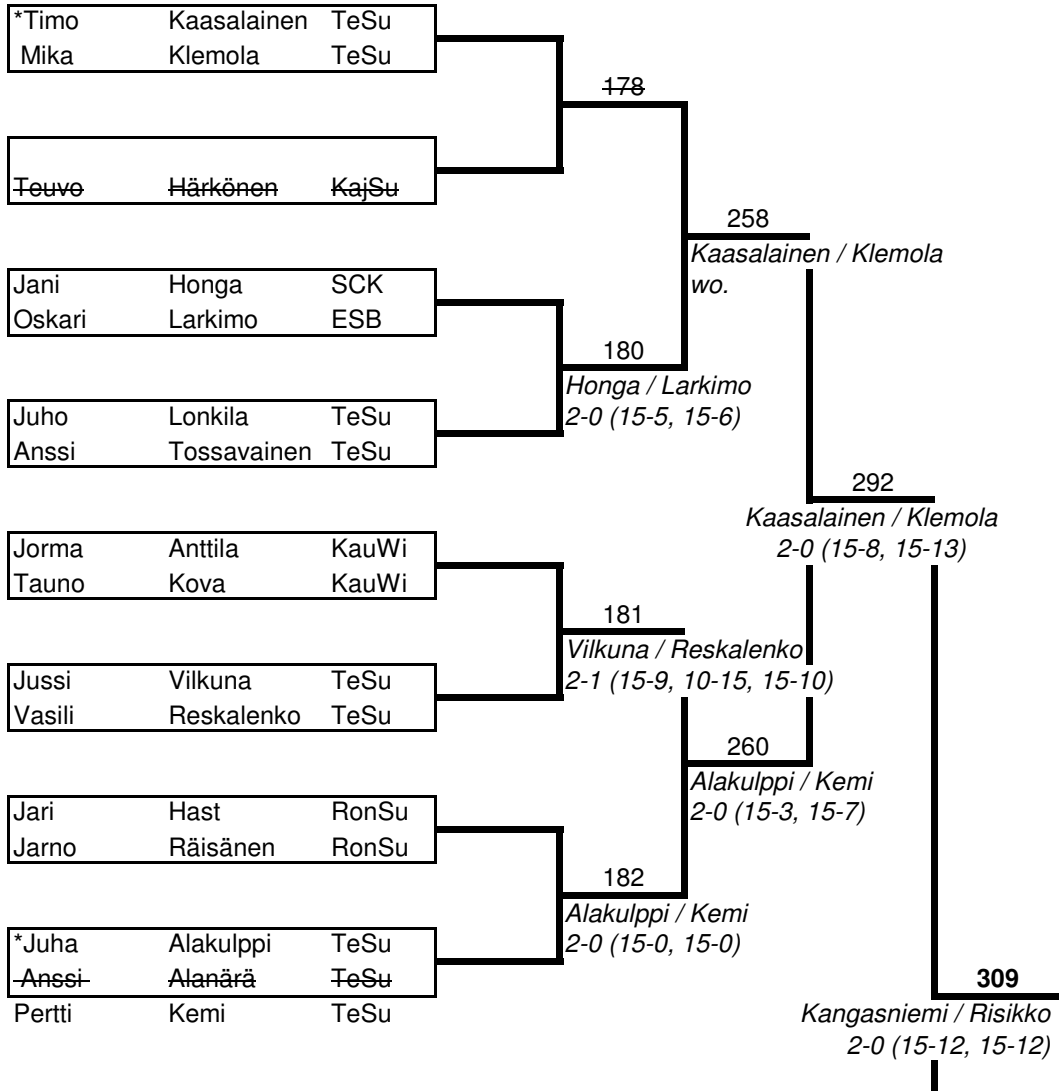 *Timo Kaasalainen TeSu
Mika Klemola TeSu
178
Teuvo Härkönen KajSu
258
Kaasalainen / Klemola
wo.
Jani Honga SCK
Oskari Larkimo ESB
180
Honga / Larkimo
2-0 (15-5, 15-6)
Juho Lonkila TeSu
Anssi Tossavainen TeSu
292
Kaasalainen / Klemola
2-0 (15-8, 15-13)
Jorma Anttila KauWi
Tauno Kova KauWi
181
Vilkuna / Reskalenko
2-1 (15-9, 10-15, 15-10)
Jussi Vilkuna TeSu
Vasili Reskalenko TeSu
260
Alakulppi / Kemi
2-0 (15-3, 15-7)
Jari Hast RonSu
Jarno Räisänen RonSu
182
Alakulppi / Kemi
2-0 (15-0, 15-0)
*Juha Alakulppi TeSu
Anssi Alanärä TeSu
Pertti Kemi TeSu
309
Kangasniemi / Risikko
2-0 (15-12, 15-12)